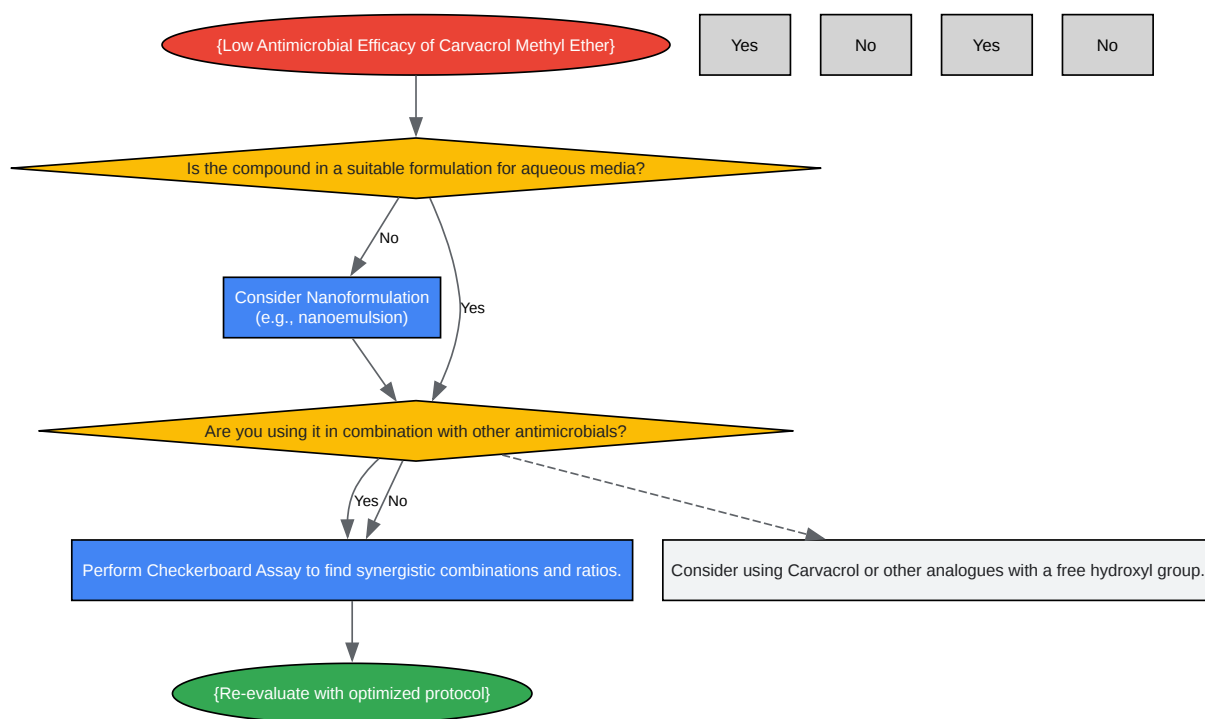 {Low Antimicrobial Efficacy of Carvacrol Methyl Ether}
Yes
No
Yes
No
Is the compound in a suitable formulation for aqueous media?
No
Consider Nanoformulation
(e.g., nanoemulsion)
Yes
Are you using it in combination with other antimicrobials?
Yes
No
Perform Checkerboard Assay to find synergistic combinations and ratios.
Consider using Carvacrol or other analogues with a free hydroxyl group.
{Re-evaluate with optimized protocol}